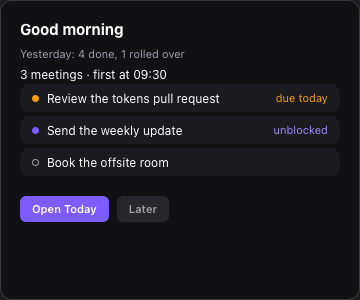 Good morning
Yesterday: 4 done, 1 rolled over
3 meetings · first at 09:30
Review the tokens pull request due today
Send the weekly update unblocked
Book the offsite room
Open Today Later